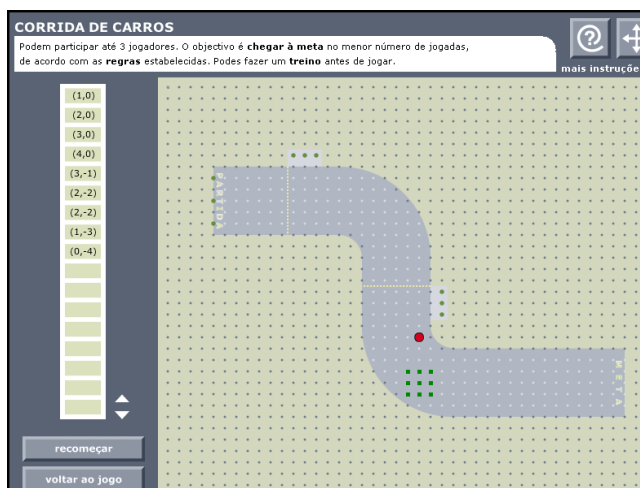 CORRIDA DE CARROS
Podem participar até 3 jogadores. O objectivo é chegar à meta no menor número de jogadas,
de acordo com as regras estabelecidas. Podes fazer um treino antes de jogar.
mais instruçõe
(1,0)
(2,0)
(3,0)
(4,0)
(3,-1)
(2,-2)
(2,-2)
(1,-3)
(0,-4)
PARTIDA
META
recomeçar
voltar ao jogo